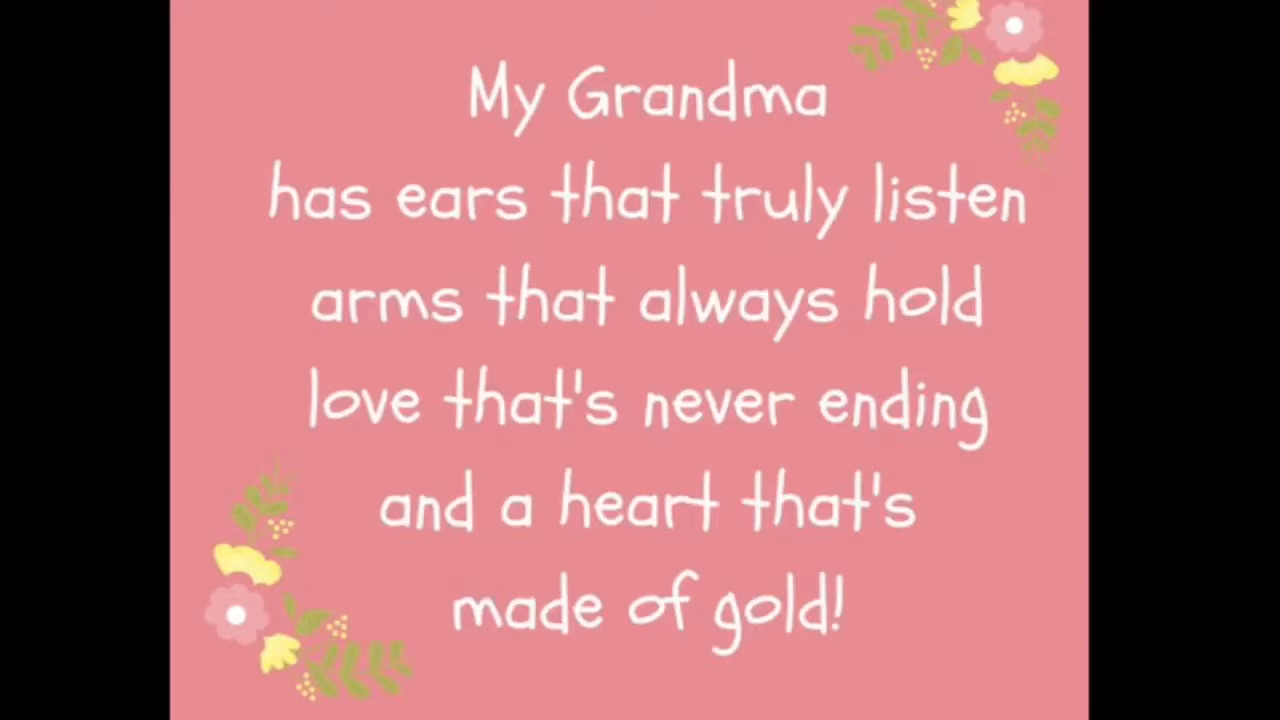 My Grandma
has ears that truly listen
arms that always hold
love that's never ending
and a heart that's
made of gold!